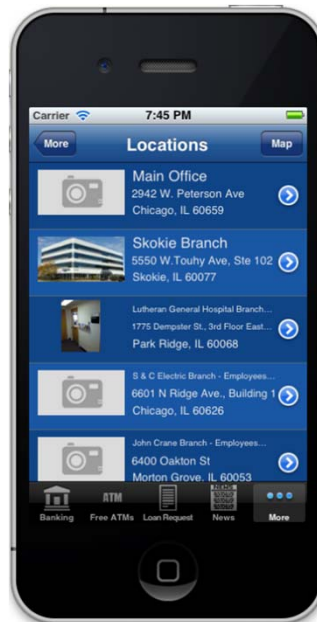 Carrier 7:45 PM
More Locations Map
Main Office
2942 W. Peterson Ave
Chicago, IL 60659
Skokie Branch
5550 W.Touhy Ave, Ste 102
Skokie, IL 60077
Lutheran General Hospital Branch...
1775 Dempster St., 3rd Floor East...
Park Ridge, IL 60068
S & C Electric Branch - Employees...
6601 N Ridge Ave., Building 1
Chicago, IL 60626
John Crane Branch - Employees...
6400 Oakton St
Morton Grove, IL 60053
ATM NEWS
Banking Free ATMs Loan Request News More